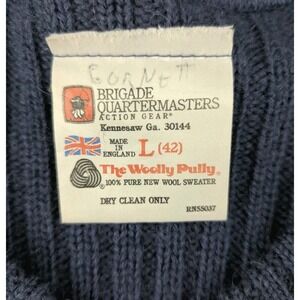 GORNETT
BRIGADE
QUARTERMASTERS
ACTION GEAR®
Kennesaw Ga. 30144
MADE
IN
ENGLAND
L (42)
The Woolly Pully®
100% PURE NEW WOOL SWEATER
DRY CLEAN ONLY
RN55037